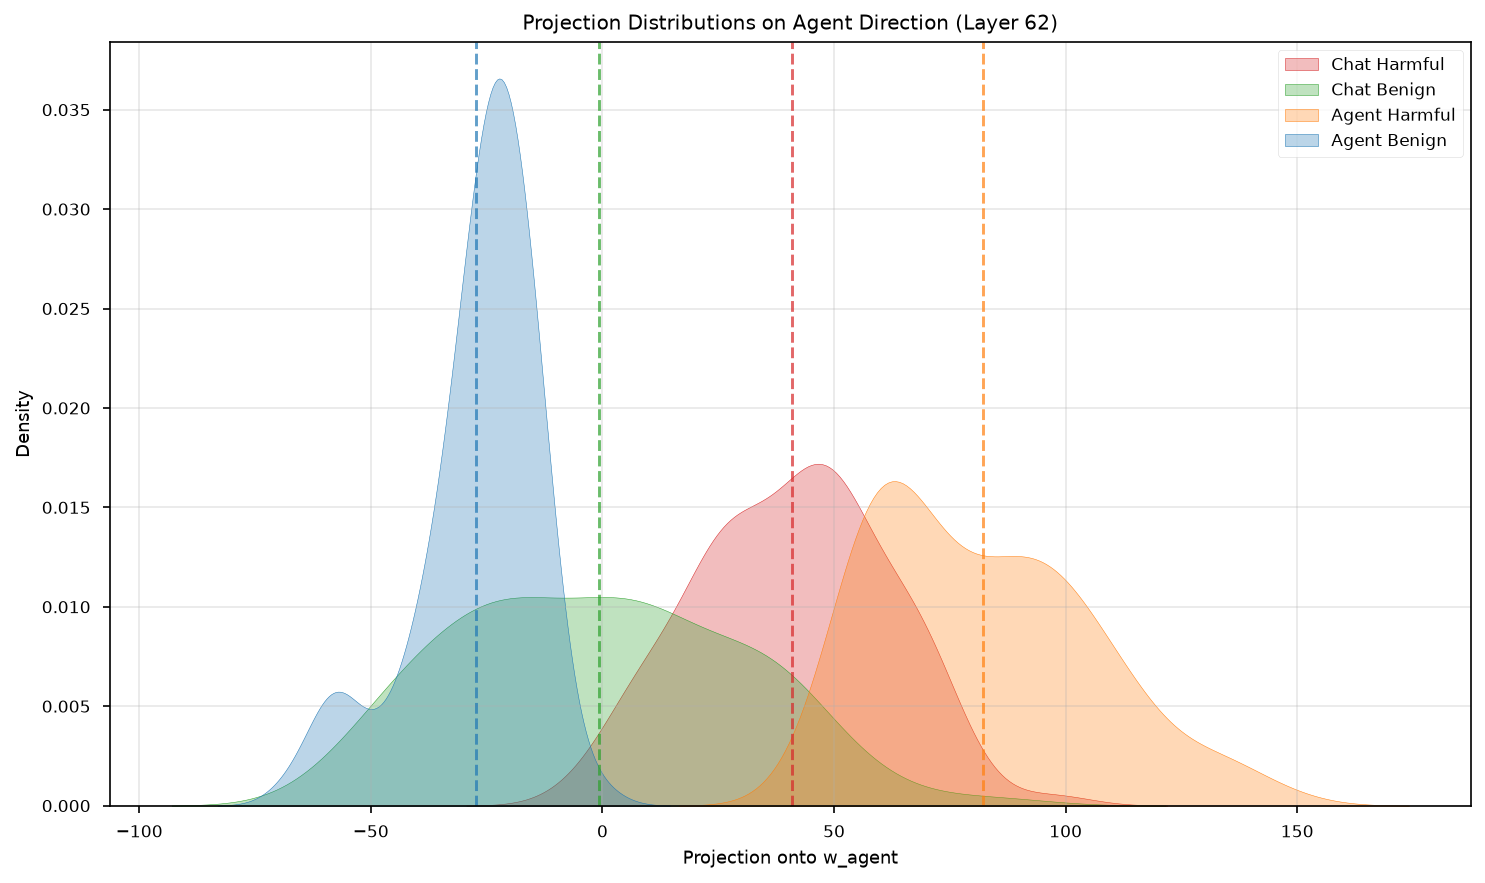 Projection Distributions on Agent Direction (Layer 62)
Chat Harmful
Chat Benign
Agent Harmful
Agent Benign
Density
0.035
0.030
0.025
0.020
0.015
0.010
0.005
0.000
−100
−50
0
50
100
150
Projection onto w_agent